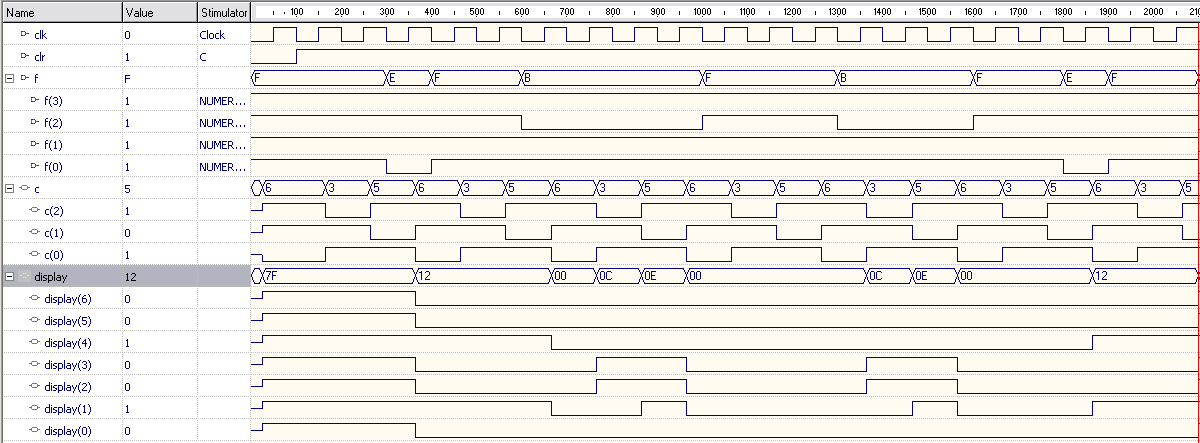 Name Value Stimulator 100 200 300 400 500 600 700 800 900 1000 1100 1200 1300 1400 1500 1600 1700 1800 1900 2000 210
clk 0 Clock
clr 1 C
f F F E F B F B F E F
f(3) 1 NUMER...
f(2) 1 NUMER...
f(1) 1 NUMER...
f(0) 1 NUMER...
c 5 6 3 5 6 3 5 6 3 5 6 3 5 6 3 5 6 3 5 6 3 5
c(2) 1
c(1) 0
c(0) 1
display 12 7F 12 00 0C 0E 00 0C 0E 00 12
display(6) 0
display(5) 0
display(4) 1
display(3) 0
display(2) 0
display(1) 1
display(0) 0